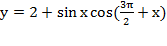 y = 2 + sin x cos(3π/2 + x)